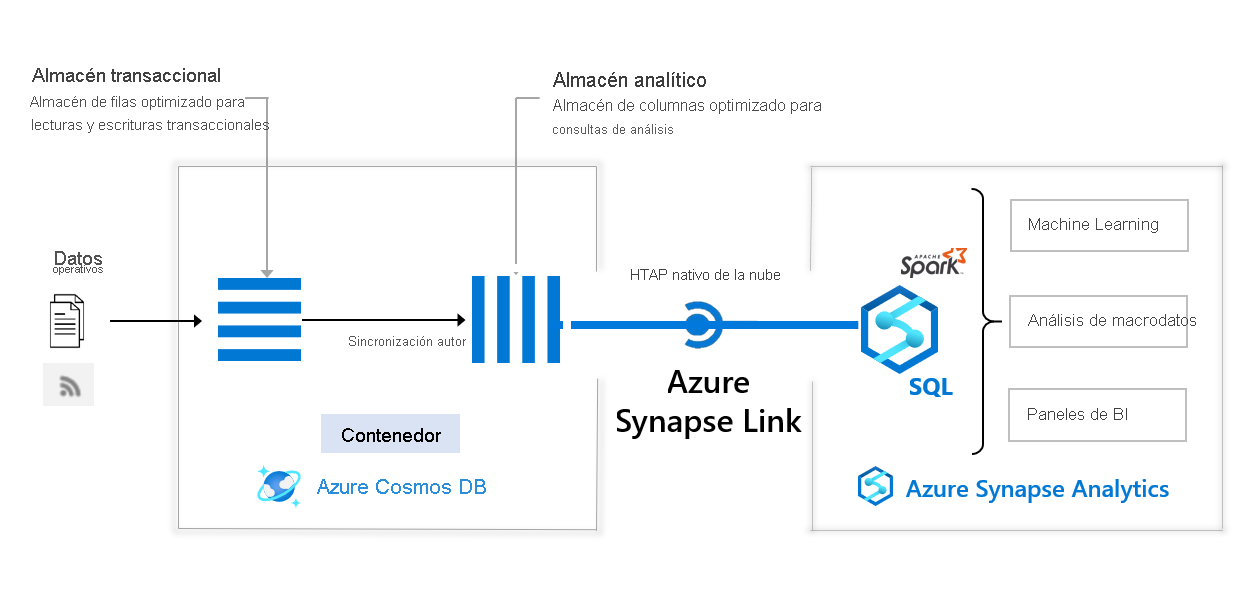 Almacén transaccional
Almacén de filas optimizado para
lecturas y escrituras transaccionales
Almacén analítico
Almacén de columnas optimizado para
consultas de análisis
Datos
operativos
Sincronización autor
Contenedor
Azure Cosmos DB
HTAP nativo de la nube
Azure
Synapse Link
APACHE
Spark
SQL
Machine Learning
Análisis de macrodatos
Paneles de BI
Azure Synapse Analytics